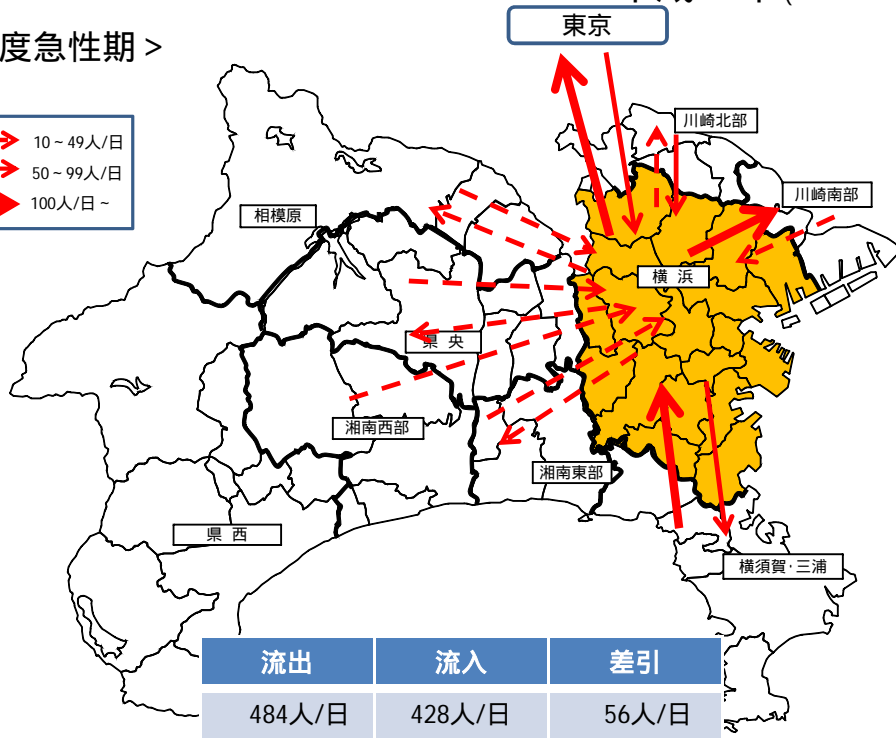 東京
度急性期＞
10～49人/日
50～99人/日
100人/日～
川崎北部
川崎南部
相模原
横 浜
県 央
湘南西部
湘南東部
県 西
横須賀・三浦
流出 流入 差引
484人/日 428人/日 56人/日